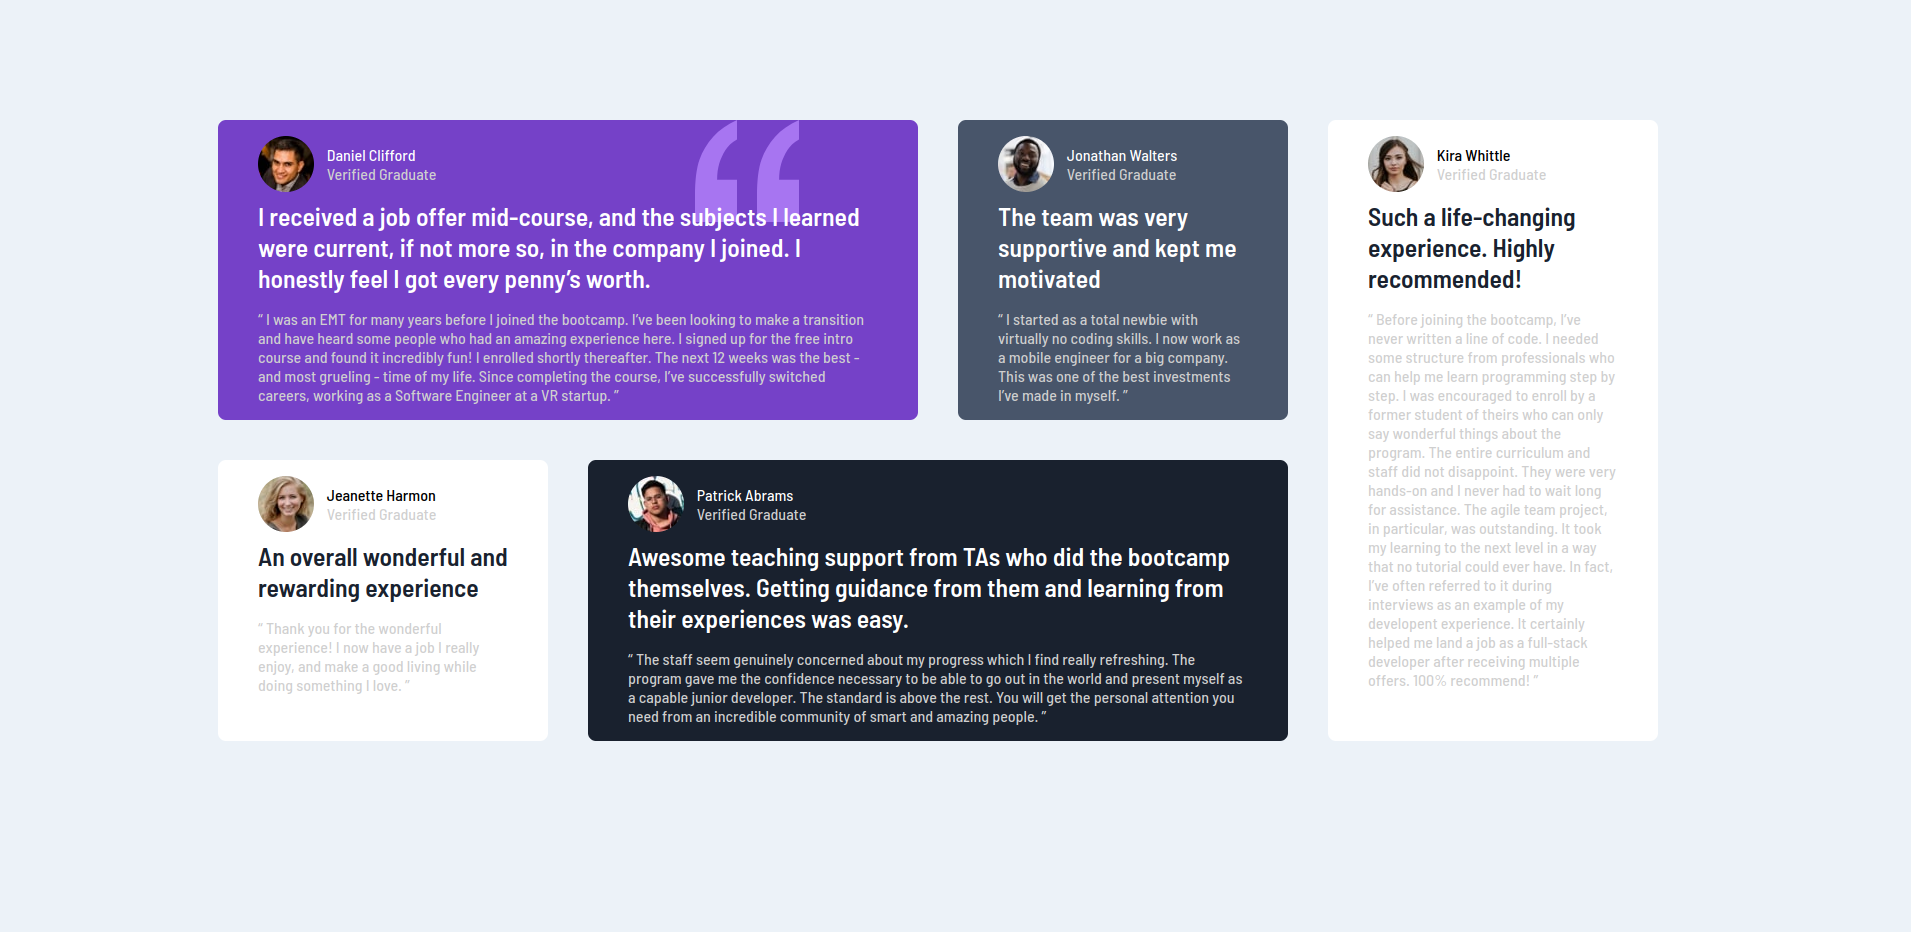 Daniel Clifford
Verified Graduate
I received a job offer mid-course, and the subjects I learned
were current, if not more so, in the company I joined. I
honestly feel I got every penny’s worth.
“ I was an EMT for many years before I joined the bootcamp. I’ve been looking to make a transition
and have heard some people who had an amazing experience here. I signed up for the free intro
course and found it incredibly fun! I enrolled shortly thereafter. The next 12 weeks was the best -
and most grueling - time of my life. Since completing the course, I’ve successfully switched
careers, working as a Software Engineer at a VR startup. ”
Jonathan Walters
Verified Graduate
The team was very
supportive and kept me
motivated
“ I started as a total newbie with
virtually no coding skills. I now work as
a mobile engineer for a big company.
This was one of the best investments
I’ve made in myself. ”
Kira Whittle
Verified Graduate
Such a life-changing
experience. Highly
recommended!
“ Before joining the bootcamp, I’ve
never written a line of code. I needed
some structure from professionals who
can help me learn programming step by
step. I was encouraged to enroll by a
former student of theirs who can only
say wonderful things about the
program. The entire curriculum and
staff did not disappoint. They were very
hands-on and I never had to wait long
for assistance. The agile team project,
in particular, was outstanding. It took
my learning to the next level in a way
that no tutorial could ever have. In fact,
I’ve often referred to it during
interviews as an example of my
developent experience. It certainly
helped me land a job as a full-stack
developer after receiving multiple
offers. 100% recommend! ”
Jeanette Harmon
Verified Graduate
An overall wonderful and
rewarding experience
“ Thank you for the wonderful
experience! I now have a job I really
enjoy, and make a good living while
doing something I love. ”
Patrick Abrams
Verified Graduate
Awesome teaching support from TAs who did the bootcamp
themselves. Getting guidance from them and learning from
their experiences was easy.
“ The staff seem genuinely concerned about my progress which I find really refreshing. The
program gave me the confidence necessary to be able to go out in the world and present myself as
a capable junior developer. The standard is above the rest. You will get the personal attention you
need from an incredible community of smart and amazing people. ”